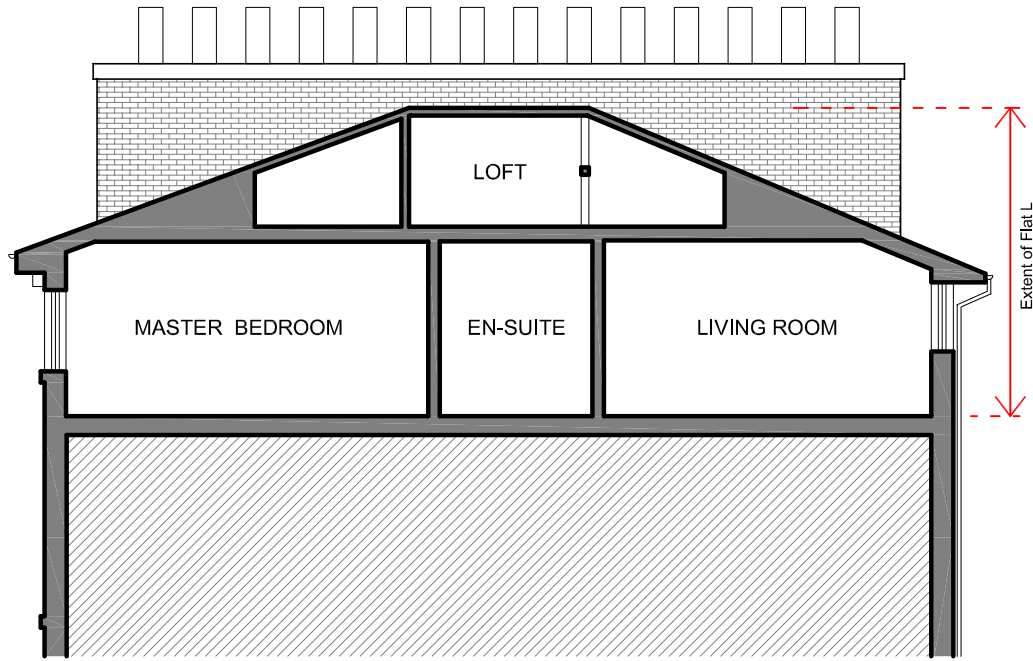 LOFT
MASTER BEDROOM
EN-SUITE
LIVING ROOM
Extent of Flat L